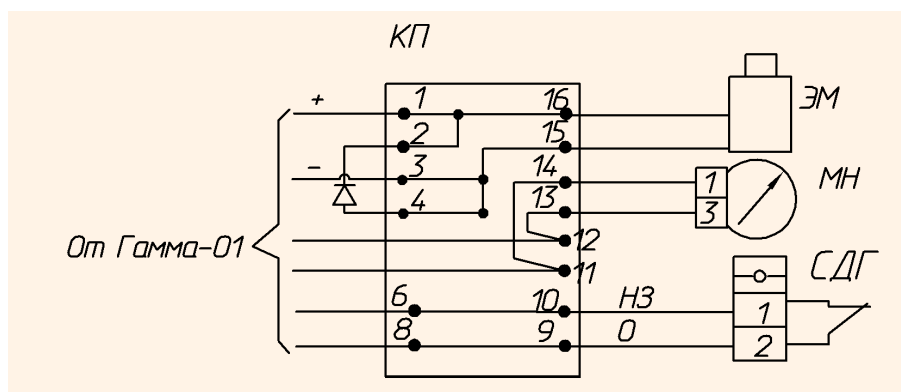 КП
+ 1 16 ЭМ
2 15
- 3 14 1 МН
4 13 3
От Гамма-01 12
11 СДГ
6 10 НЗ 1
8 9 О 2